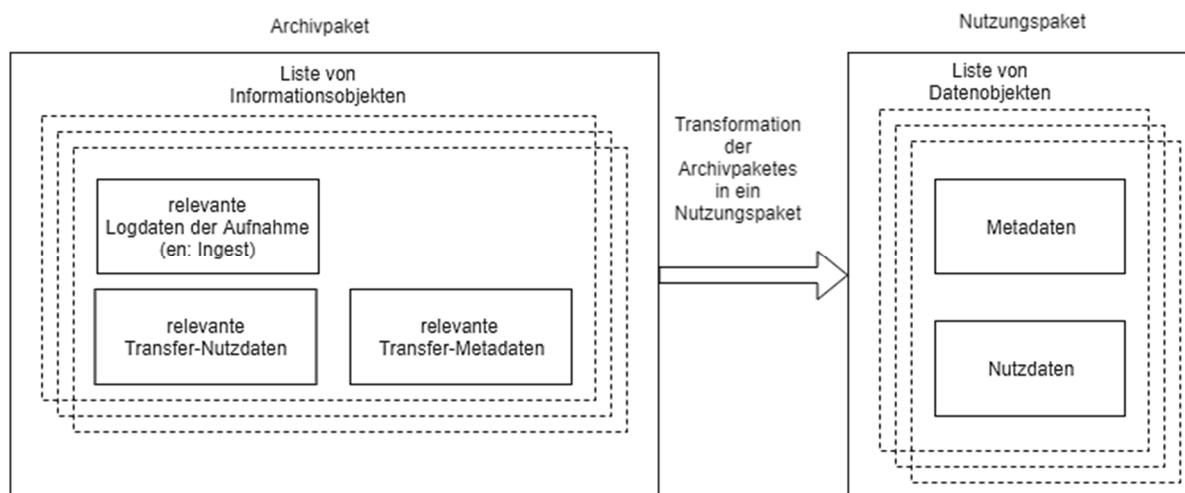 Archivpaket
Liste von
Informationsobjekten
relevante
Logdaten der Aufnahme
(en: Ingest)
relevante
Transfer-Nutzdaten
relevante
Transfer-Metadaten
Transformation
der
Archivpaketes
in ein
Nutzungspaket
Nutzungspaket
Liste von
Datenobjekten
Metadaten
Nutzdaten